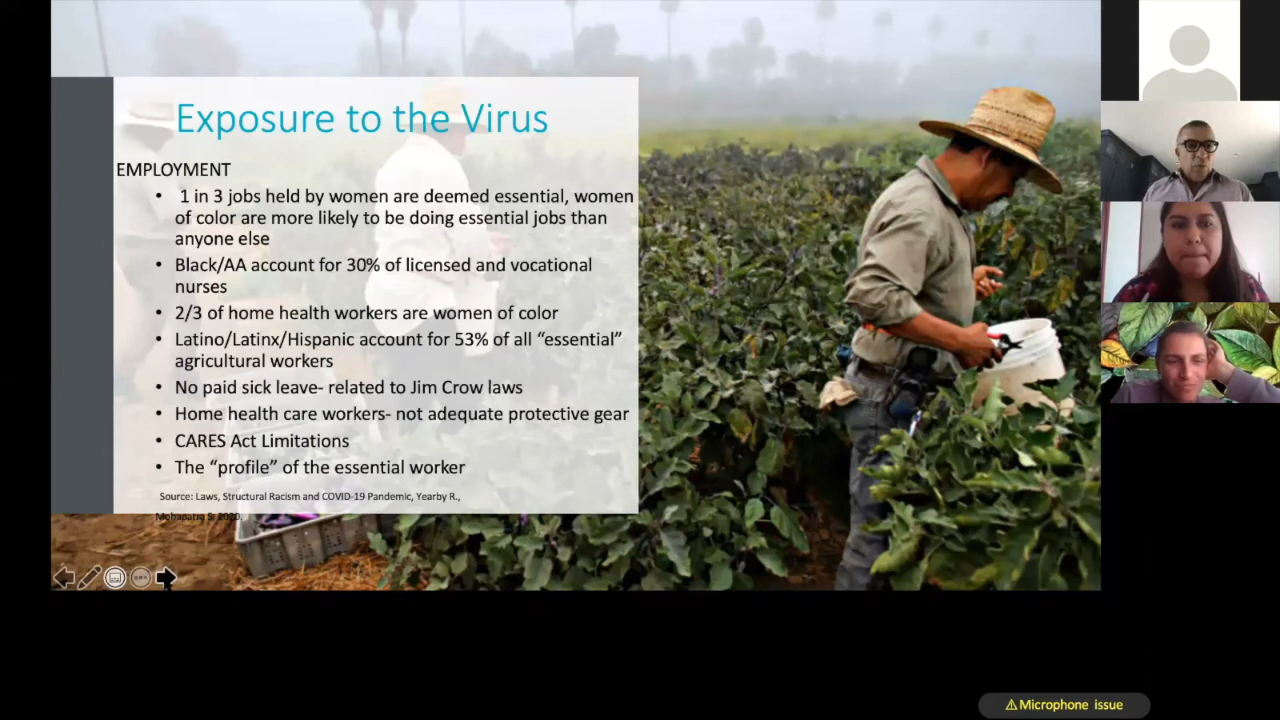 Exposure to the Virus
EMPLOYMENT
• 1 in 3 jobs held by women are deemed essential, women
of color are more likely to be doing essential jobs than
anyone else
• Black/AA account for 30% of licensed and vocational
nurses
• 2/3 of home health workers are women of color
• Latino/Latinx/Hispanic account for 53% of all “essential”
agricultural workers
• No paid sick leave- related to Jim Crow laws
• Home health care workers- not adequate protective gear
• CARES Act Limitations
• The “profile” of the essential worker
Source: Laws, Structural Racism and COVID-19 Pandemic, Yearby R.,
Mohapatra S. 2020.
⚠Microphone issue